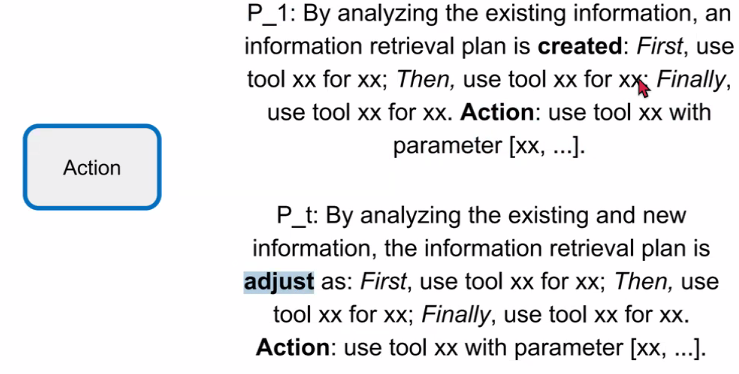 P_1: By analyzing the existing information, an
information retrieval plan is created: First, use
tool xx for xx; Then, use tool xx for xx; Finally,
use tool xx for xx. Action: use tool xx with
parameter [xx, ...].
Action
P_t: By analyzing the existing and new
information, the information retrieval plan is
adjust as: First, use tool xx for xx; Then, use
tool xx for xx; Finally, use tool xx for xx.
Action: use tool xx with parameter [xx, ...].